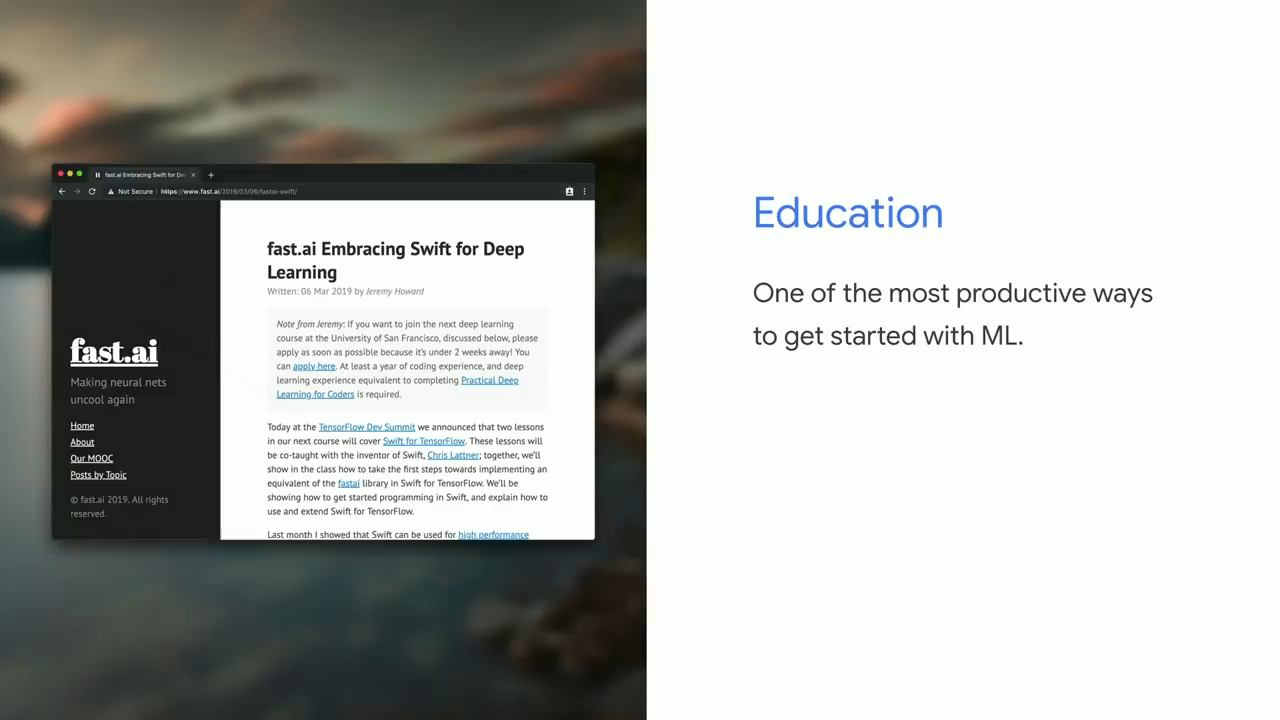 fast.ai Embracing Swift for De
Not Secure | https://www.fast.ai/2019/03/06/fastai-swift/
fast.ai
Making neural nets
uncool again
Home
About
Our MOOC
Posts by Topic
© fast.ai 2019. All rights
reserved.
fast.ai Embracing Swift for Deep
Learning
Written: 06 Mar 2019 by Jeremy Howard
Note from Jeremy: If you want to join the next deep learning
course at the University of San Francisco, discussed below, please
apply as soon as possible because it's under 2 weeks away! You
can apply here. At least a year of coding experience, and deep
learning experience equivalent to completing Practical Deep
Learning for Coders is required.
Today at the TensorFlow Dev Summit we announced that two lessons
in our next course will cover Swift for TensorFlow. These lessons will
be co-taught with the inventor of Swift, Chris Lattner; together, we'll
show in the class how to take the first steps towards implementing an
equivalent of the fastai library in Swift for TensorFlow. We'll be
showing how to get started programming in Swift, and explain how to
use and extend Swift for TensorFlow.
Last month I showed that Swift can be used for high performance
Education
One of the most productive ways
to get started with ML.